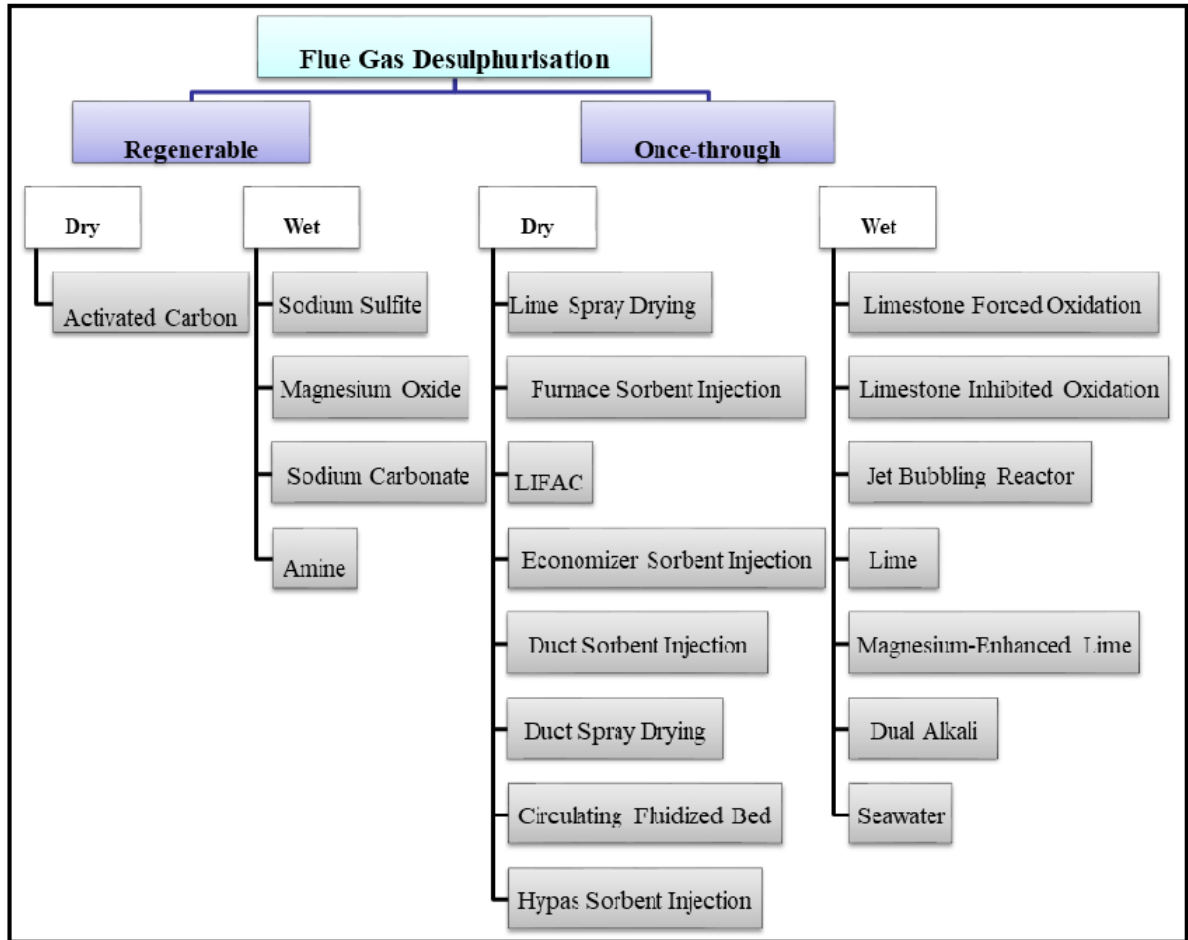 Flue Gas Desulphurisation
Regenerable
Once-through
Dry
Activated Carbon
Wet
Sodium Sulfite
Magnesium Oxide
Sodium Carbonate
Amine
Dry
Lime Spray Drying
Furnace Sorbent Injection
LIFAC
Economizer Sorbent Injection
Duct Sorbent Injection
Duct Spray Drying
Circulating Fluidized Bed
Hypas Sorbent Injection
Wet
Limestone Forced Oxidation
Limestone Inhibited Oxidation
Jet Bubbling Reactor
Lime
Magnesium-Enhanced Lime
Dual Alkali
Seawater